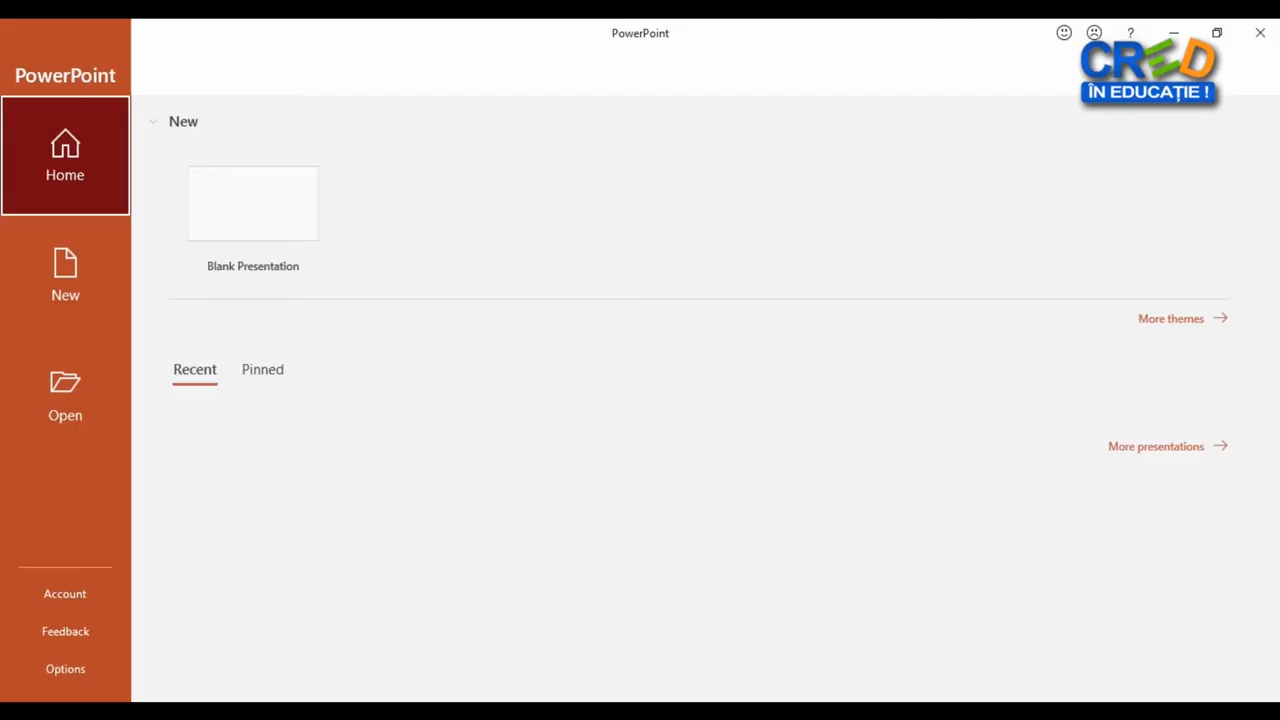 PowerPoint
?
CRED
ÎN EDUCAȚIE !
PowerPoint
Home
New
Open
Account
Feedback
Options
New
Blank Presentation
More themes
Recent Pinned
More presentations